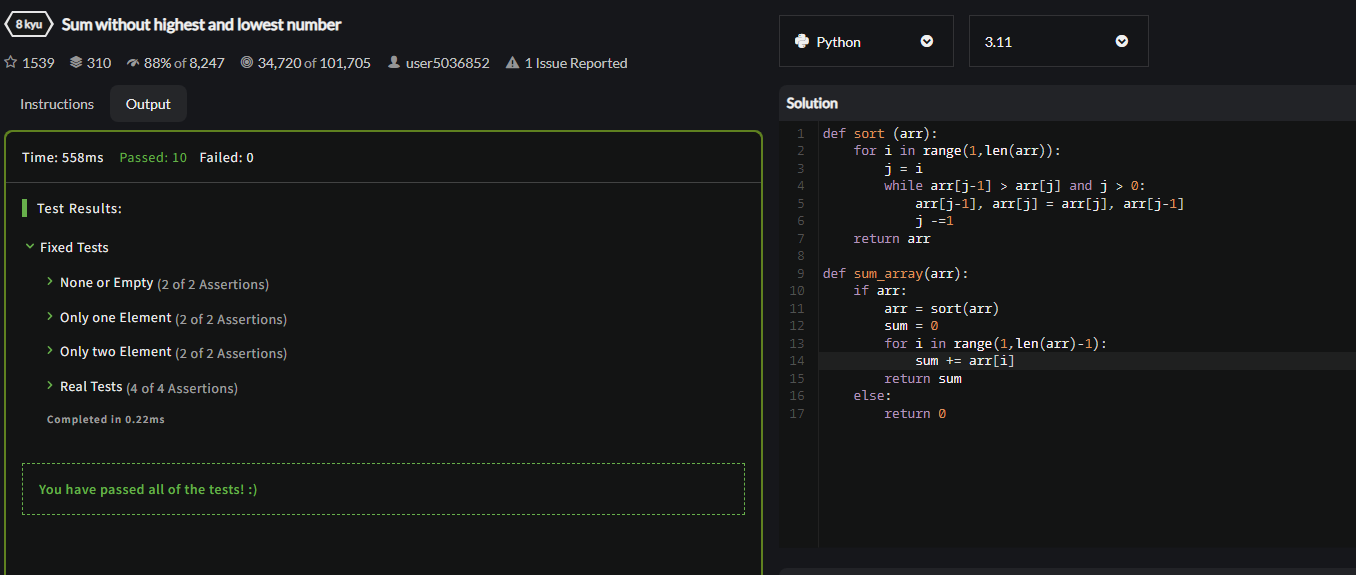 8 kyu Sum without highest and lowest number
1539 310 88% of 8,247 34,720 of 101,705 user5036852 1 Issue Reported
Instructions Output
Time: 558ms Passed: 10 Failed: 0
Test Results:
Fixed Tests
None or Empty (2 of 2 Assertions)
Only one Element (2 of 2 Assertions)
Only two Element (2 of 2 Assertions)
Real Tests (4 of 4 Assertions)
Completed in 0.22ms
You have passed all of the tests! :)
Python 3.11
Solution
1 def sort (arr):
2     for i in range(1,len(arr)):
3         j = i
4         while arr[j-1] > arr[j] and j > 0:
5             arr[j-1], arr[j] = arr[j], arr[j-1]
6             j -=1
7     return arr
8
9 def sum_array(arr):
10     if arr:
11         arr = sort(arr)
12         sum = 0
13         for i in range(1,len(arr)-1):
14             sum += arr[i]
15         return sum
16     else:
17         return 0